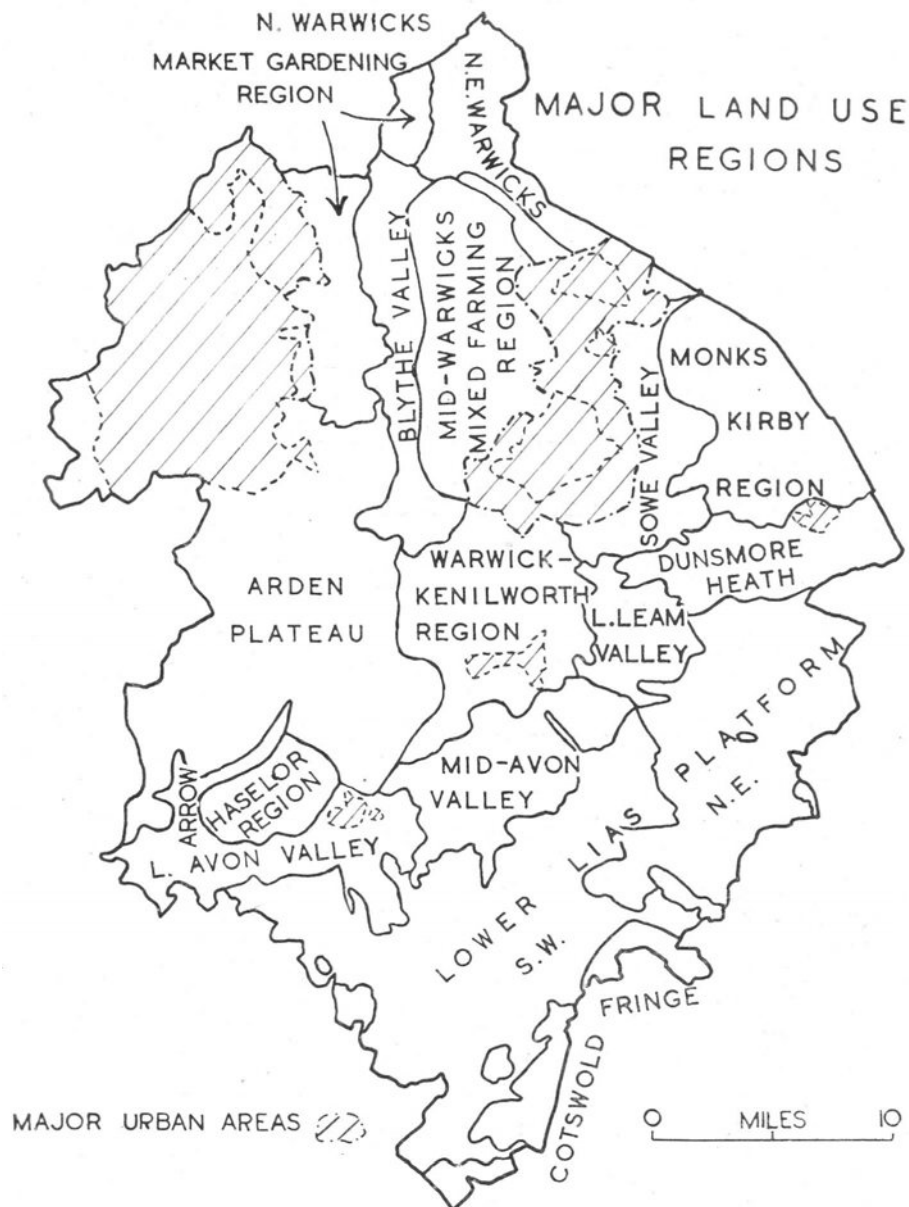 N. WARWICKS
MARKET GARDENING
REGION
N.E. WARWICKS
MAJOR LAND USE
REGIONS
BLYTHE VALLEY
MID-WARWICKS
MIXED FARMING
REGION
SOWE VALLEY
MONKS
KIRBY
REGION
DUNSMORE
HEATH
ARDEN
PLATEAU
WARWICK-
KENILWORTH
REGION
L. LEAM
VALLEY
PLATFORM
N.E.
ARROW
HASELOR
REGION
L. AVON VALLEY
MID-AVON
VALLEY
LOWER LIAS
S.W.
COTSWOLD FRINGE
MAJOR URBAN AREAS
0 MILES 10